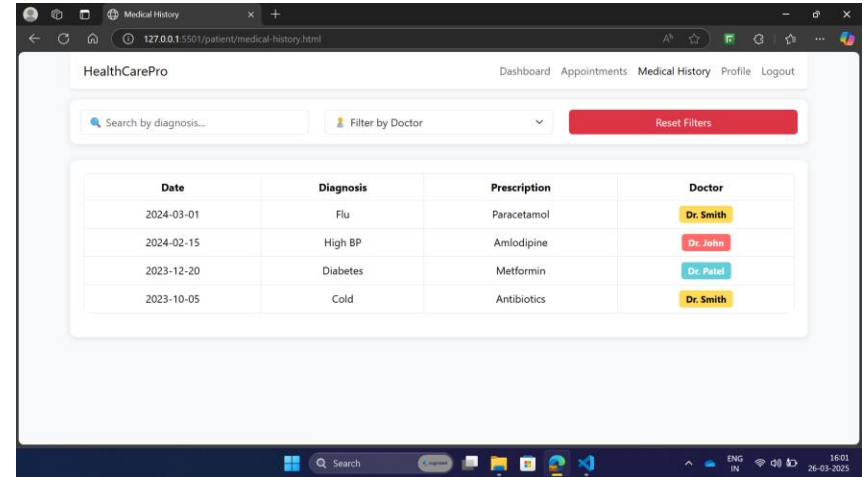 Medical History
127.0.0.1:5501/patient/medical-history.html
HealthCarePro
Dashboard Appointments Medical History Profile Logout
Search by diagnosis...
Filter by Doctor
Reset Filters
Date Diagnosis Prescription Doctor
2024-03-01 Flu Paracetamol Dr. Smith
2024-02-15 High BP Amlodipine Dr. John
2023-12-20 Diabetes Metformin Dr. Patel
2023-10-05 Cold Antibiotics Dr. Smith
Search
ENG
IN
16:01
26-03-2025